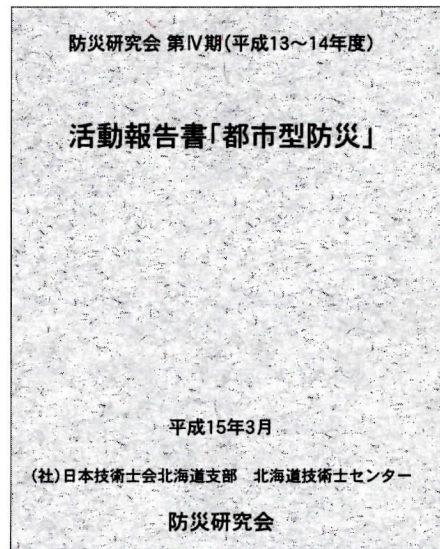 防災研究会 第Ⅳ期(平成13～14年度)
活動報告書「都市型防災」
平成15年3月
(社)日本技術士会北海道支部　北海道技術士センター
防災研究会